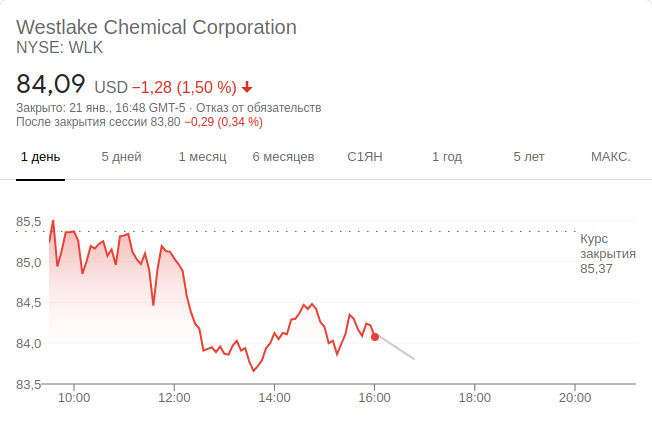 Westlake Chemical Corporation
NYSE: WLK
84,09 USD −1,28 (1,50 %)
Закрыто: 21 янв., 16:48 GMT-5 · Отказ от обязательств
После закрытия сессии 83,80 −0,29 (0,34 %)
1 день 5 дней 1 месяц 6 месяцев С1ЯН 1 год 5 лет МАКС.
85,5
Курс
закрытия
85,37
85,0
84,5
84,0
83,5
10:00 12:00 14:00 16:00 18:00 20:00